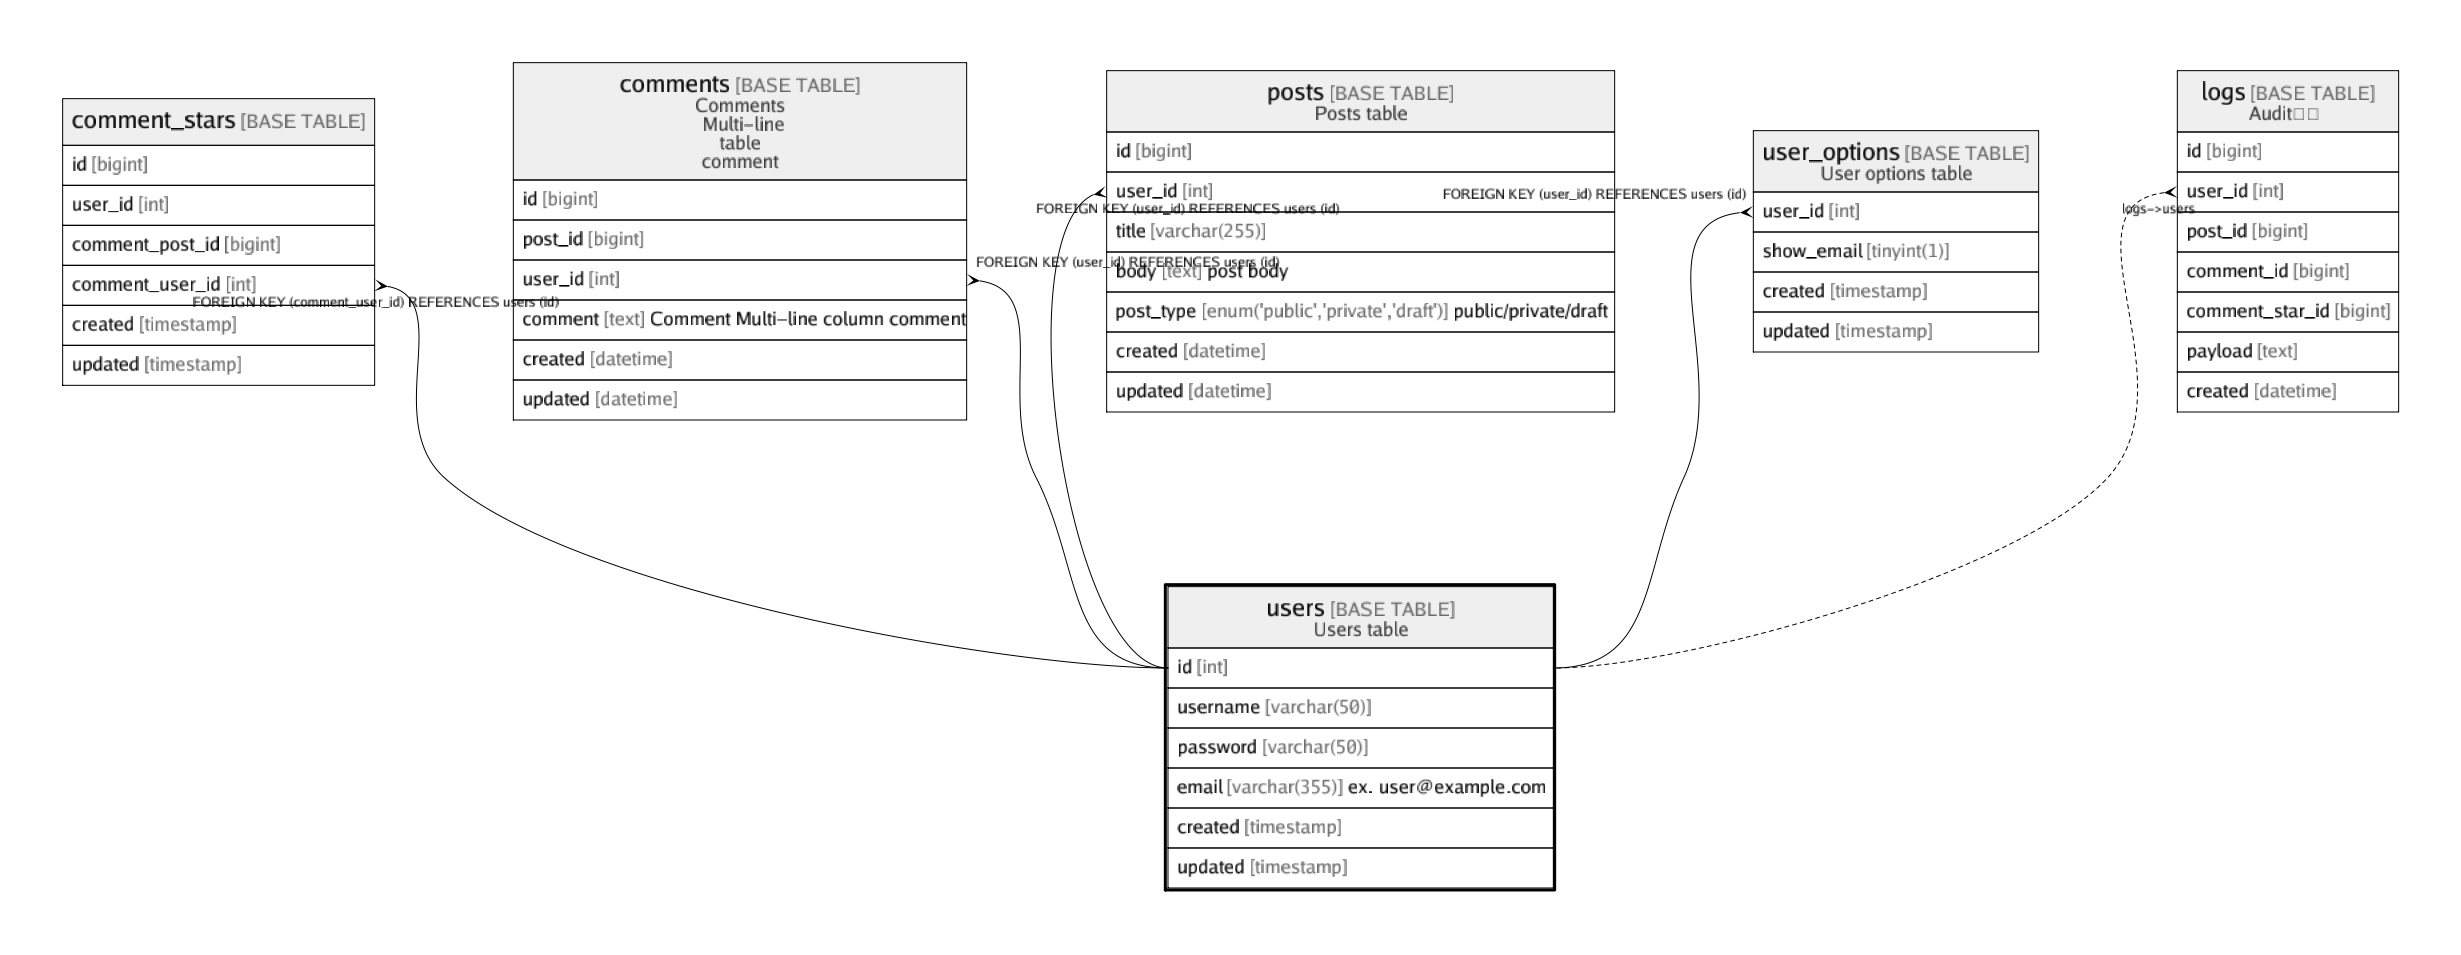 comment_stars [BASE TABLE]
id [bigint]
user_id [int]
comment_post_id [bigint]
comment_user_id [int]
FOREIGN KEY (comment_user_id) REFERENCES users (id)
created [timestamp]
updated [timestamp]
comments [BASE TABLE]
Comments
Multi-line
table
comment
id [bigint]
post_id [bigint]
user_id [int]
FOREIGN KEY (user_id) REFERENCES users (id)
comment [text] Comment Multi-line column comment
created [datetime]
updated [datetime]
posts [BASE TABLE]
Posts table
id [bigint]
user_id [int]
FOREIGN KEY (user_id) REFERENCES users (id)
title [varchar(255)]
body [text] post body
post_type [enum('public','private','draft')] public/private/draft
created [datetime]
updated [datetime]
user_options [BASE TABLE]
User options table
FOREIGN KEY (user_id) REFERENCES users (id)
user_id [int]
show_email [tinyint(1)]
created [timestamp]
updated [timestamp]
logs [BASE TABLE]
Audit□□
id [bigint]
user_id [int]
logs->users
post_id [bigint]
comment_id [bigint]
comment_star_id [bigint]
payload [text]
created [datetime]
users [BASE TABLE]
Users table
id [int]
username [varchar(50)]
password [varchar(50)]
email [varchar(355)] ex. user@example.com
created [timestamp]
updated [timestamp]